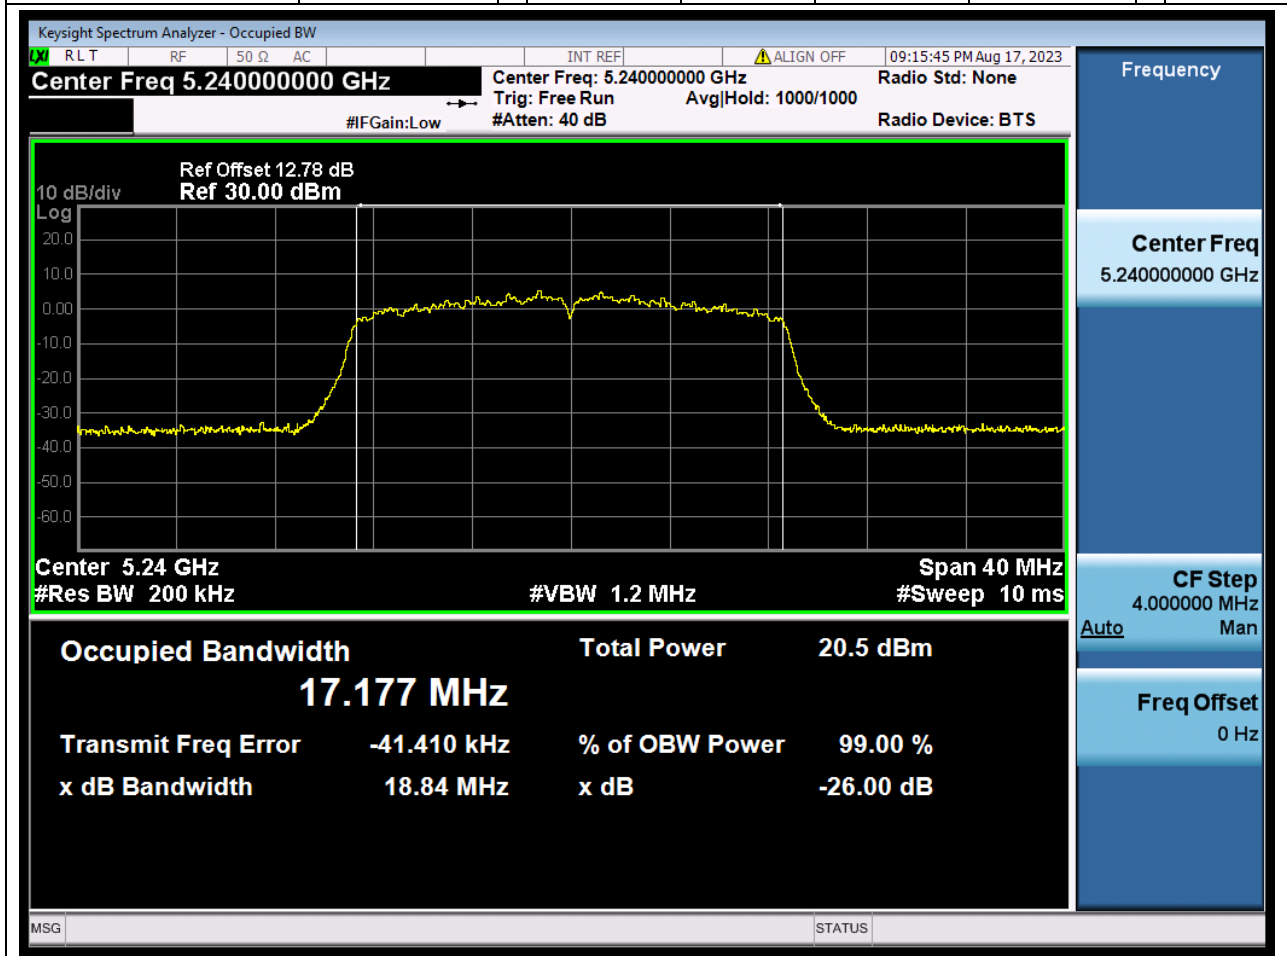 Keysight Spectrum Analyzer - Occupied BW
LXI RLT RF 50 Ω AC INT REF ALIGN OFF 09:15:45 PM Aug 17, 2023
Center Freq 5.240000000 GHz
Center Freq: 5.240000000 GHz
Radio Std: None
Trig: Free Run Avg|Hold: 1000/1000
#IFGain:Low
#Atten: 40 dB
Radio Device: BTS
Ref Offset 12.78 dB
10 dB/div Ref 30.00 dBm
Log
20.0
10.0
0.00
-10.0
-20.0
-30.0
-40.0
-50.0
-60.0
Center 5.24 GHz Span 40 MHz
#Res BW 200 kHz #VBW 1.2 MHz #Sweep 10 ms
Occupied Bandwidth Total Power 20.5 dBm
17.177 MHz
Transmit Freq Error -41.410 kHz % of OBW Power 99.00 %
x dB Bandwidth 18.84 MHz x dB -26.00 dB
MSG STATUS
Frequency
Center Freq
5.240000000 GHz
CF Step
4.000000 MHz
Auto Man
Freq Offset
0 Hz